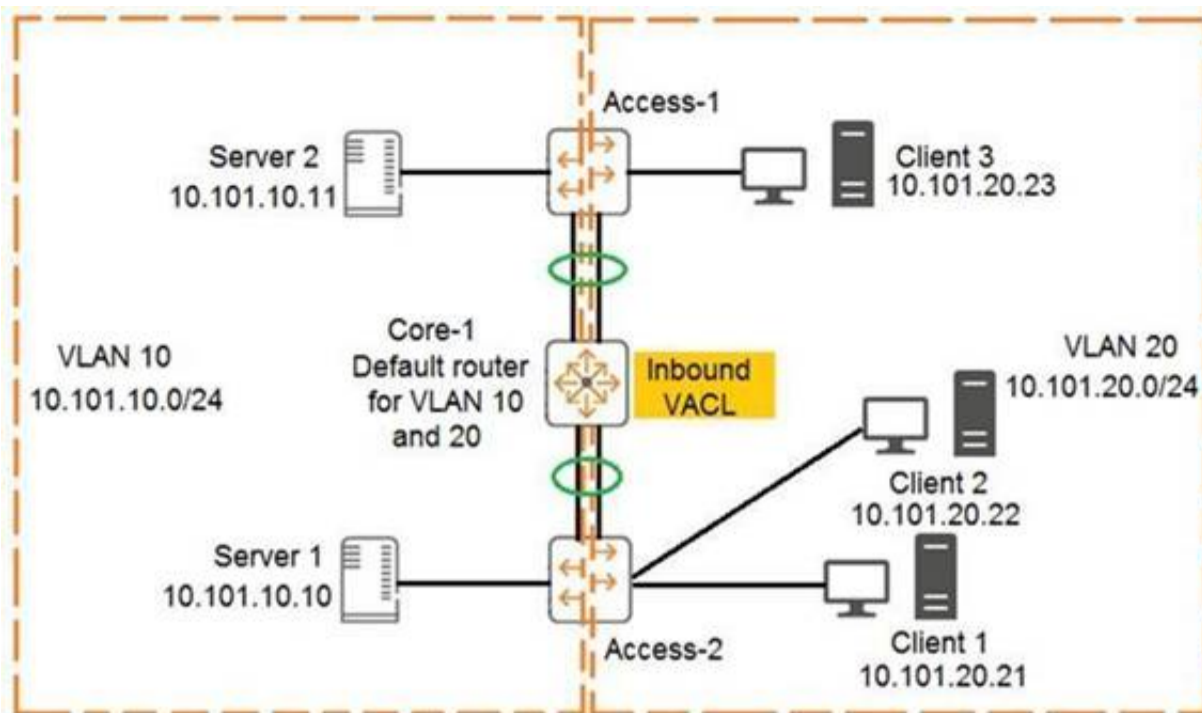 Access-1
Server 2
10.101.10.11
Client 3
10.101.20.23
VLAN 10
10.101.10.0/24
Core-1
Default router
for VLAN 10
and 20
Inbound
VACL
VLAN 20
10.101.20.0/24
Client 2
10.101.20.22
Server 1
10.101.10.10
Access-2
Client 1
10.101.20.21